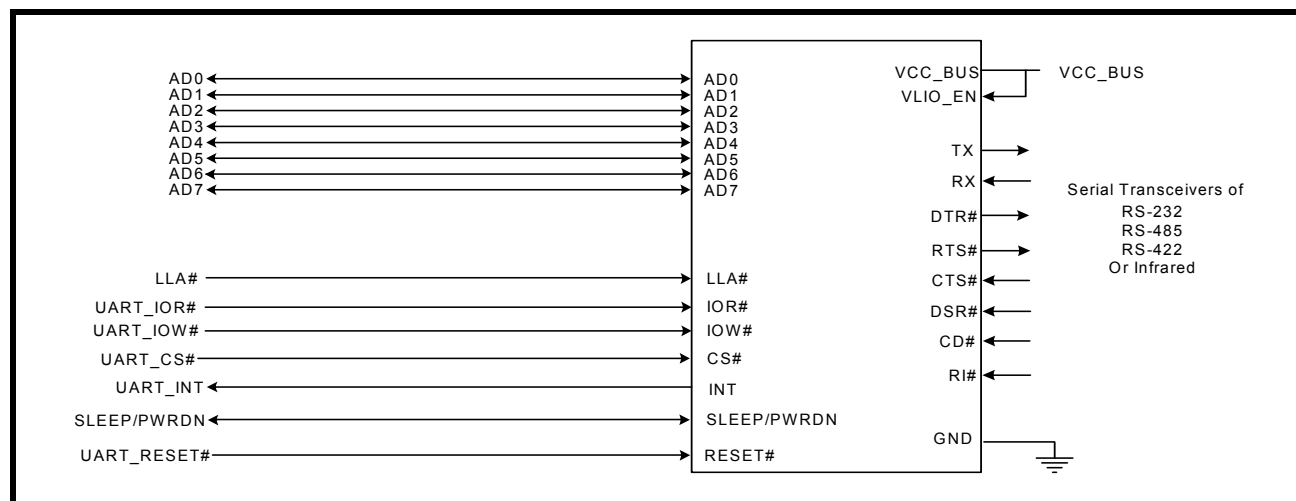 AD0 AD0
AD1 AD1
AD2 AD2
AD3 AD3
AD4 AD4
AD5 AD5
AD6 AD6
AD7 AD7
LLA# LLA#
UART_IOR# IOR#
UART_IOW# IOW#
UART_CS# CS#
UART_INT INT
SLEEP/PWRDN SLEEP/PWRDN
UART_RESET# RESET#
VCC_BUS VCC_BUS
VLIO_EN
TX
RX
DTR#
RTS#
CTS#
DSR#
CD#
RI#
GND
Serial Transceivers of
RS-232
RS-485
RS-422
Or Infrared